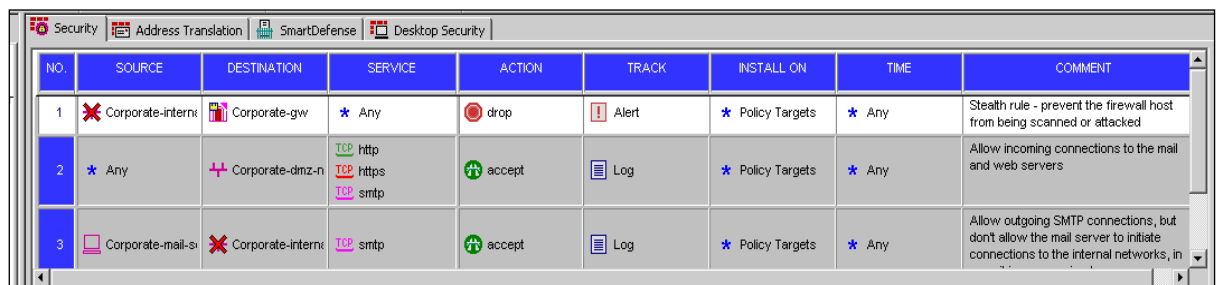 Security Address Translation SmartDefense Desktop Security
NO. SOURCE DESTINATION SERVICE ACTION TRACK INSTALL ON TIME COMMENT
1 Corporate-interna Corporate-gw * Any drop Alert * Policy Targets * Any Stealth rule - prevent the firewall host
from being scanned or attacked
2 * Any Corporate-dmz-n TCP http accept Log * Policy Targets * Any Allow incoming connections to the mail
TCP https and web servers
TCP smtp
3 Corporate-mail-se Corporate-interna TCP smtp accept Log * Policy Targets * Any Allow outgoing SMTP connections, but
don't allow the mail server to initiate
connections to the internal networks, in